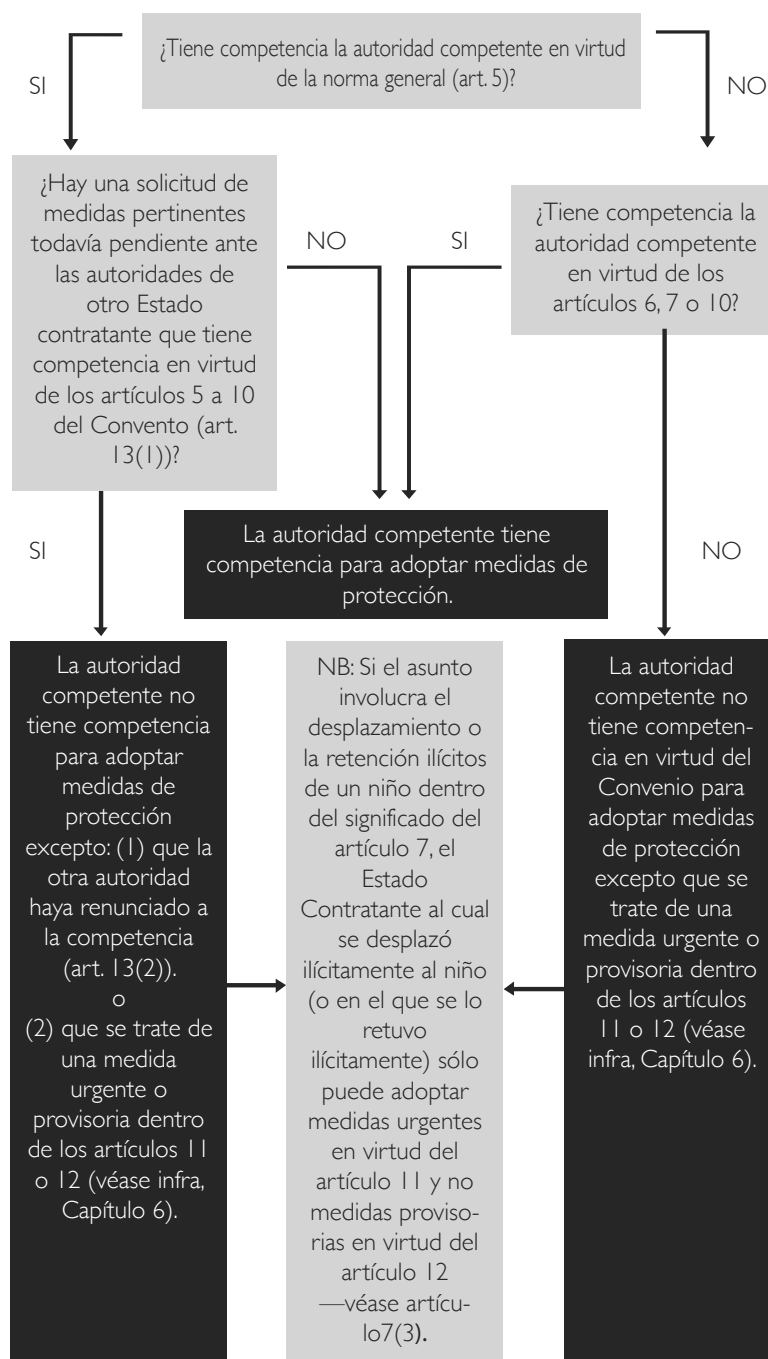 ¿Tiene competencia la autoridad competente en virtud
de la norma general (art. 5)?
SI
NO
¿Hay una solicitud de
medidas pertinentes
todavía pendiente ante
las autoridades de
otro Estado
contratante que tiene
competencia en virtud
de los artículos 5 a 10
del Convento (art.
13(1))?
NO
SI
¿Tiene competencia la
autoridad competente
en virtud de los
artículos 6, 7 o 10?
La autoridad competente tiene
competencia para adoptar medidas de
protección.
SI
NO
La autoridad
competente no
tiene competencia
para adoptar
medidas de
protección
excepto: (1) que la
otra autoridad
haya renunciado a
la competencia
(art. 13(2)).
o
(2) que se trate de
una medida
urgente o
provisoria dentro
de los artículos 11
o 12 (véase infra,
Capítulo 6).
NB: Si el asunto
involucra el
desplazamiento o
la retención ilícitos
de un niño dentro
del significado del
artículo 7, el
Estado
Contratante al cual
se desplazó
ilícitamente al niño
(o en el que se lo
retuvo
ilícitamente) sólo
puede adoptar
medidas urgentes
en virtud del
artículo 11 y no
medidas proviso-
rias en virtud del
artículo 12
—véase artícu-
lo7(3).
La autoridad
competente no
tiene competen-
cia en virtud del
Convenio para
adoptar medidas
de protección
excepto que se
trate de una
medida urgente o
provisoria dentro
de los artículos
11 o 12 (véase
infra, Capítulo 6).